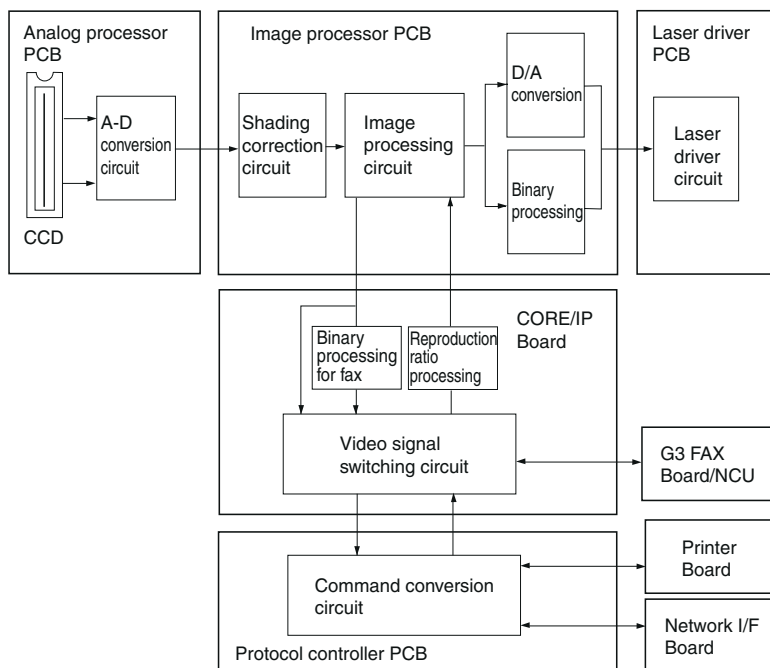 Analog processor
PCB
Image processor PCB
Laser driver
PCB
A-D
conversion
circuit
CCD
Shading
correction
circuit
Image
processing
circuit
D/A
conversion
Binary
processing
Laser
driver
circuit
CORE/IP
Board
Binary
processing
for fax
Reproduction
ratio
processing
Video signal
switching circuit
G3 FAX
Board/NCU
Command conversion
circuit
Printer
Board
Network I/F
Board
Protocol controller PCB